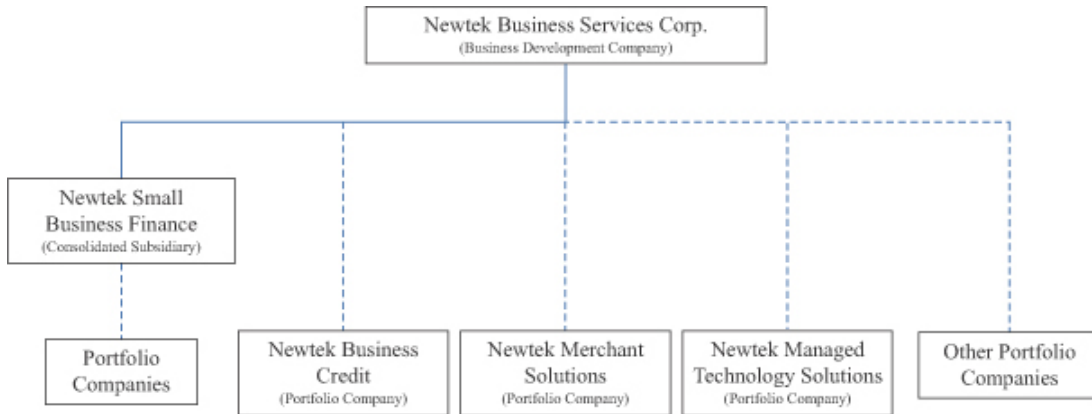 Newtek Business Services Corp.
(Business Development Company)
Newtek Small
Business Finance
(Consolidated Subsidiary)
Portfolio
Companies
Newtek Business
Credit
(Portfolio Company)
Newtek Merchant
Solutions
(Portfolio Company)
Newtek Managed
Technology Solutions
(Portfolio Company)
Other Portfolio
Companies